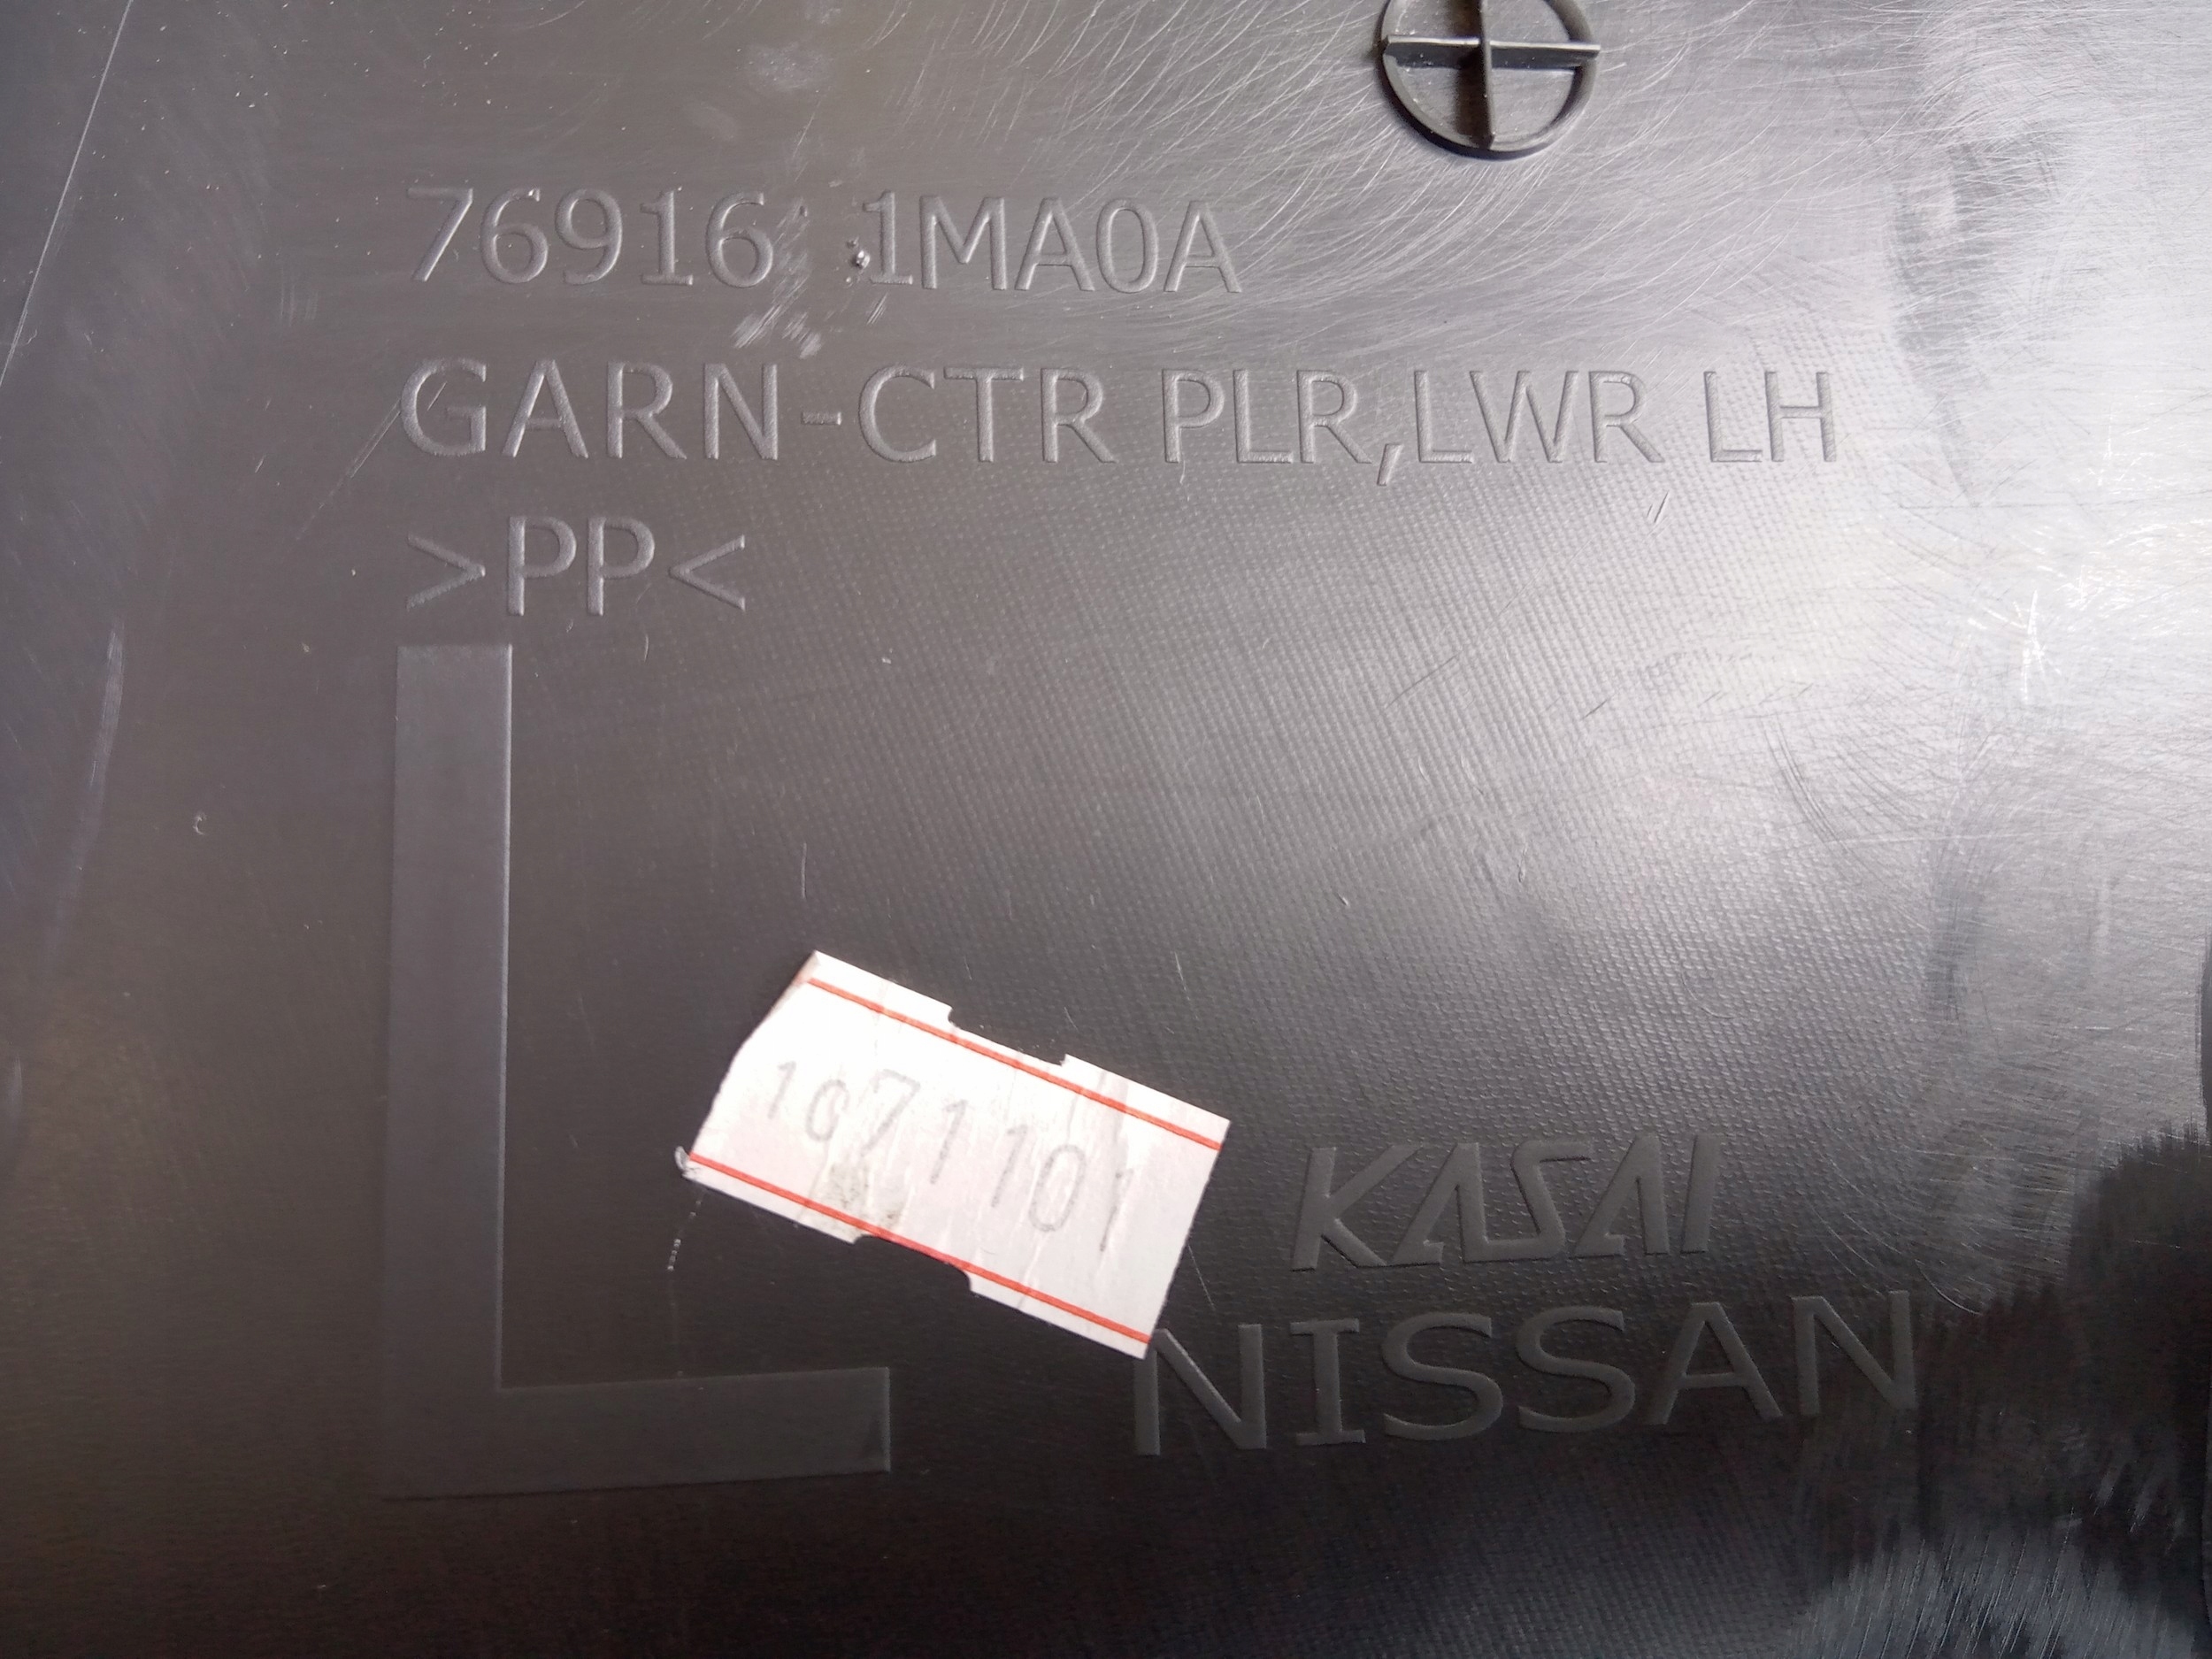 76916 1MA0A
GARN-CTR PLR,LWR LH
>PP<
L
1071101
KASAI
NISSAN